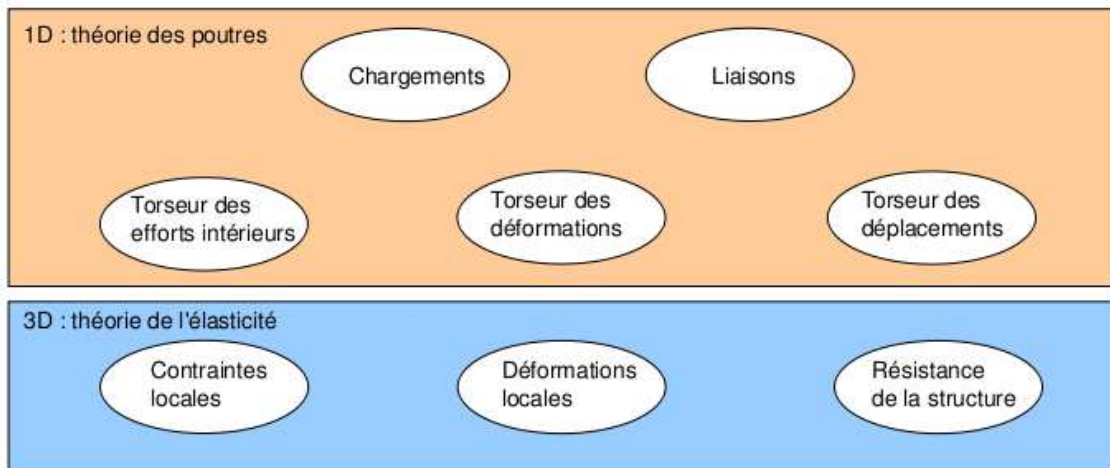 1D : théorie des poutres
Chargements
Liaisons
Torseur des
efforts intérieurs
Torseur des
déformations
Torseur des
déplacements
3D : théorie de l'élasticité
Contraintes
locales
Déformations
locales
Résistance
de la structure